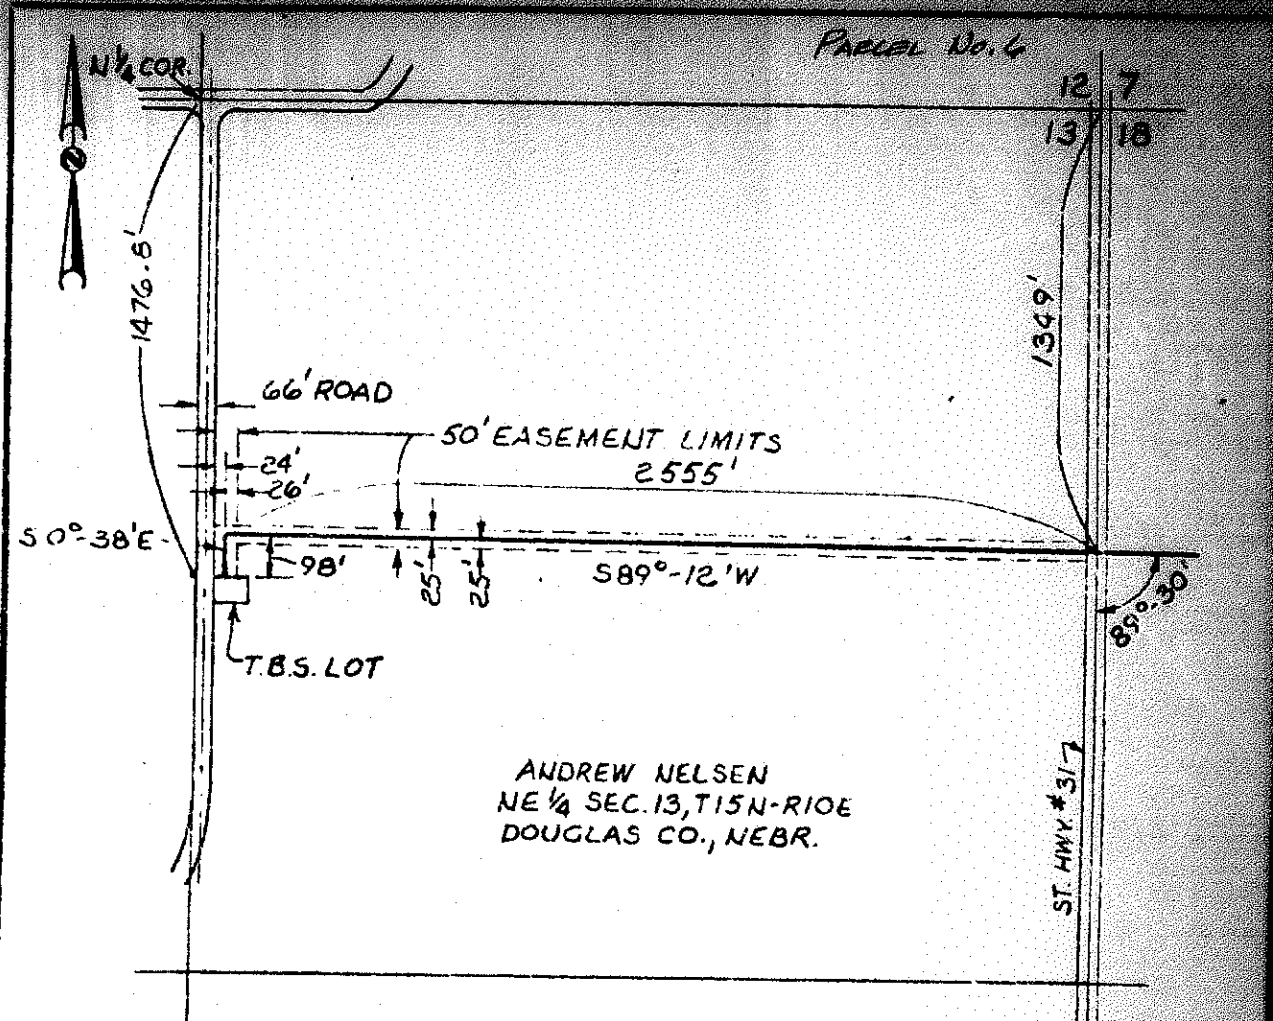 PARCEL No. 6
N¼ COR.
12 7
13 18
1476.8'
1349'
66' ROAD
50' EASEMENT LIMITS
24'
2555'
26'
S 0°-38'E
98'
25'
25'
S89°-12'W
89°-30'
T.B.S. LOT
ANDREW NELSEN
NE ¼ SEC. 13, T15N-R10E
DOUGLAS CO., NEBR.
ST. HWY. #31